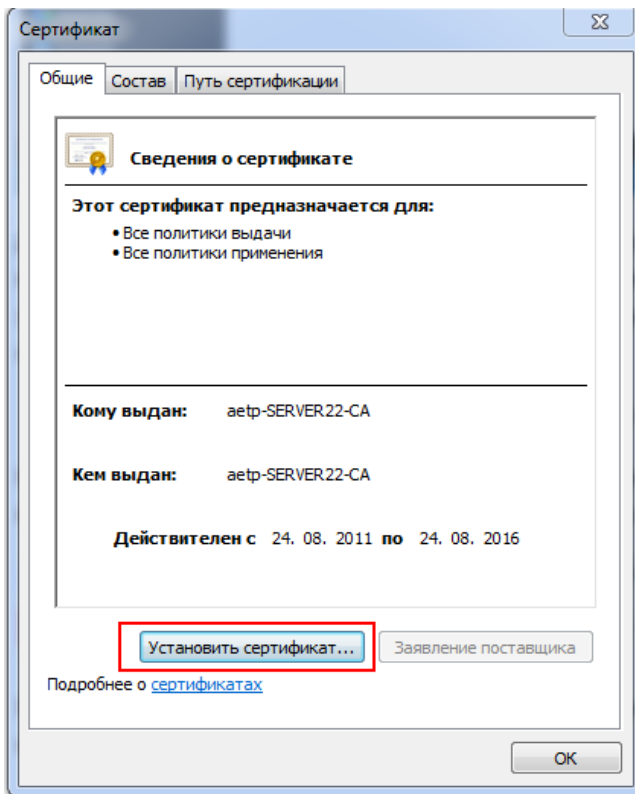 Сертификат
Общие Состав Путь сертификации
Сведения о сертификате
Этот сертификат предназначается для:
• Все политики выдачи
• Все политики применения
Кому выдан: aetp-SERVER22-CA
Кем выдан: aetp-SERVER22-CA
Действителен с 24. 08. 2011 по 24. 08. 2016
Установить сертификат... Заявление поставщика
Подробнее о сертификатах
ОК